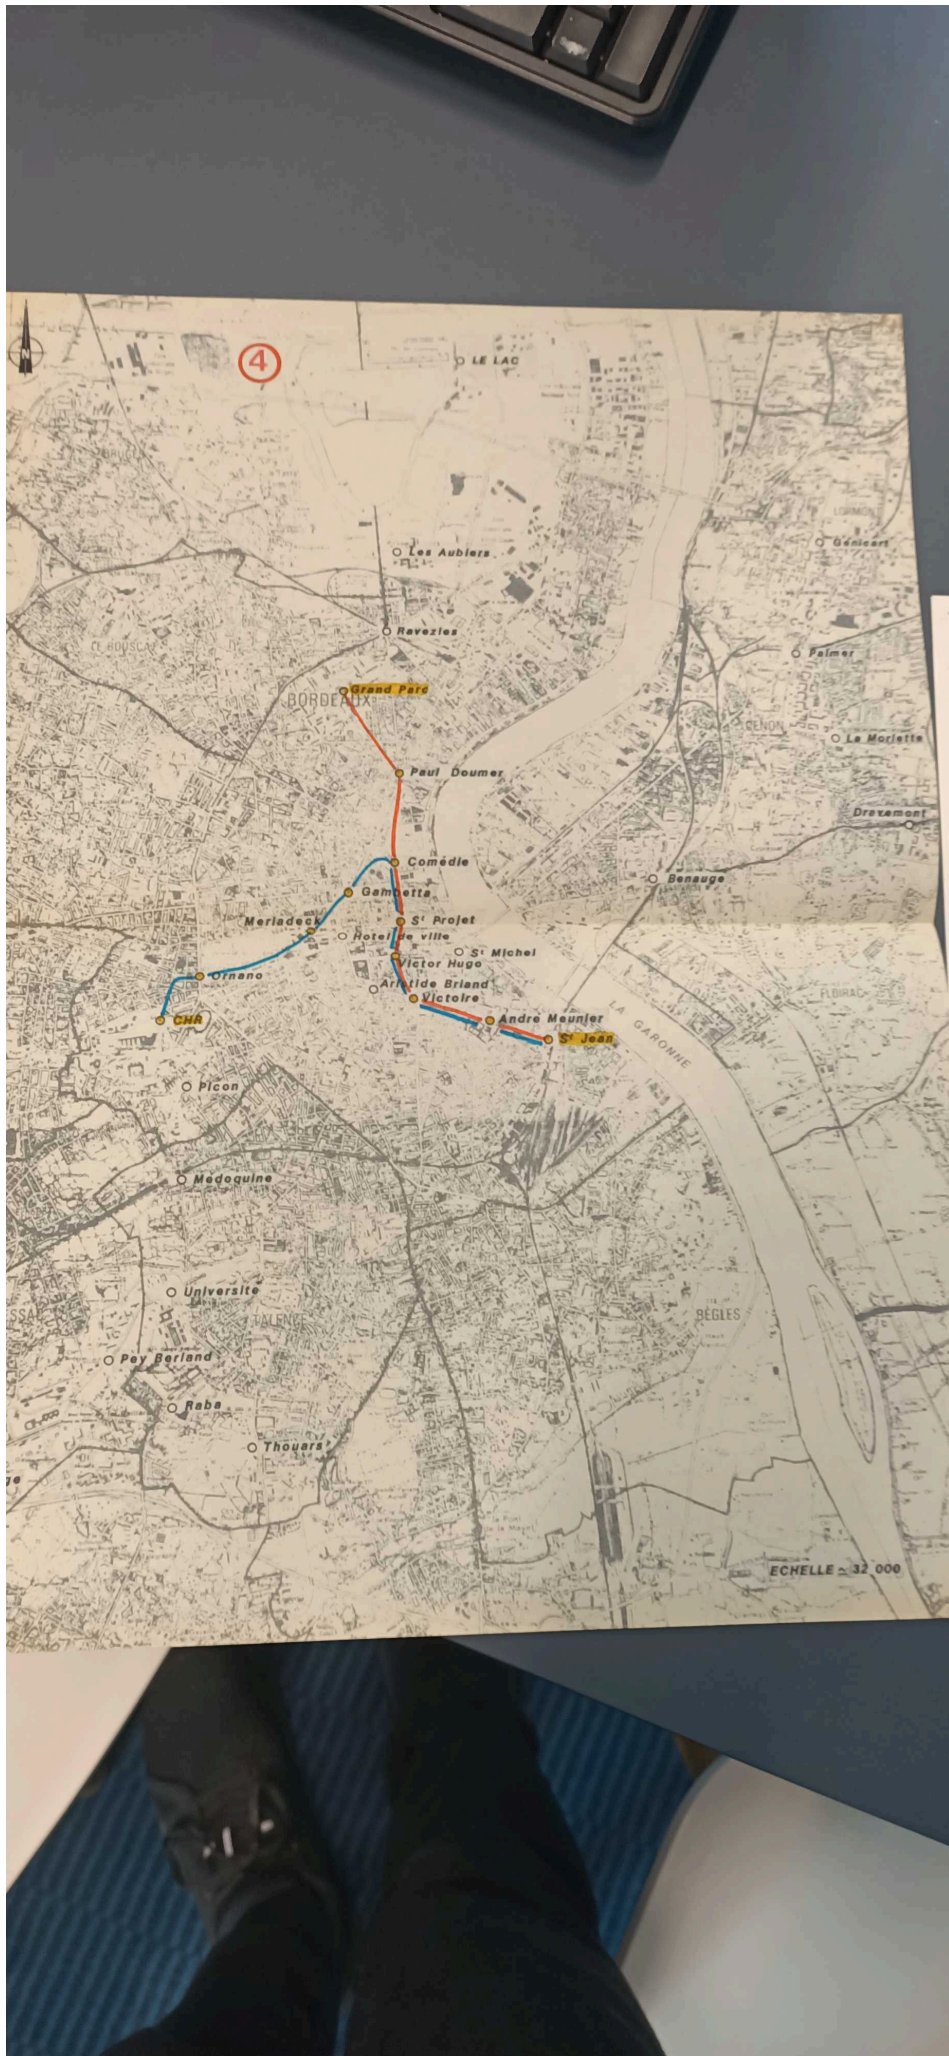 N
4
LE LAC
Les Aubiers
Génicart
Ravezies
Palmer
Grand Parc
BORDEAUX
La Morlette
Paul Doumer
Dravemont
Comédie
Benauge
Gambetta
Meriadeck
St Projet
Hotel de ville
St Michel
Victor Hugo
Ornano
Aristide Briand
Victoire
CHR
André Meunier
St Jean
LA GARONNE
FLOIRAC
Picon
Médoquine
Université
TALENCE
BÈGLES
Pey Berland
Raba
Thouars
ECHELLE ≃ 32 000